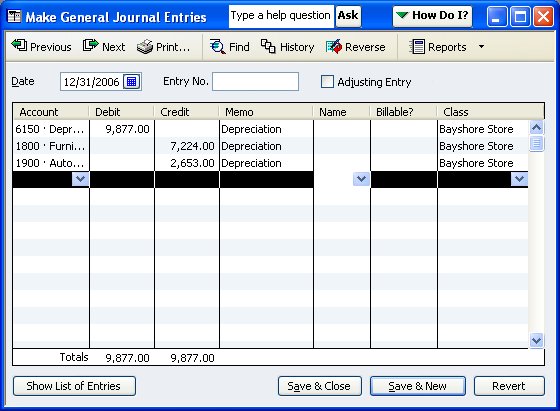 Make General Journal Entries Type a help question Ask How Do I?
Previous Next Print... Find History Reverse Reports
Date 12/31/2006 Entry No. Adjusting Entry
Account Debit Credit Memo Name Billable? Class
6150 · Depr... 9,877.00 Depreciation Bayshore Store
1800 · Furni... 7,224.00 Depreciation Bayshore Store
1900 · Auto... 2,653.00 Depreciation Bayshore Store
Totals 9,877.00 9,877.00
Show List of Entries Save & Close Save & New Revert